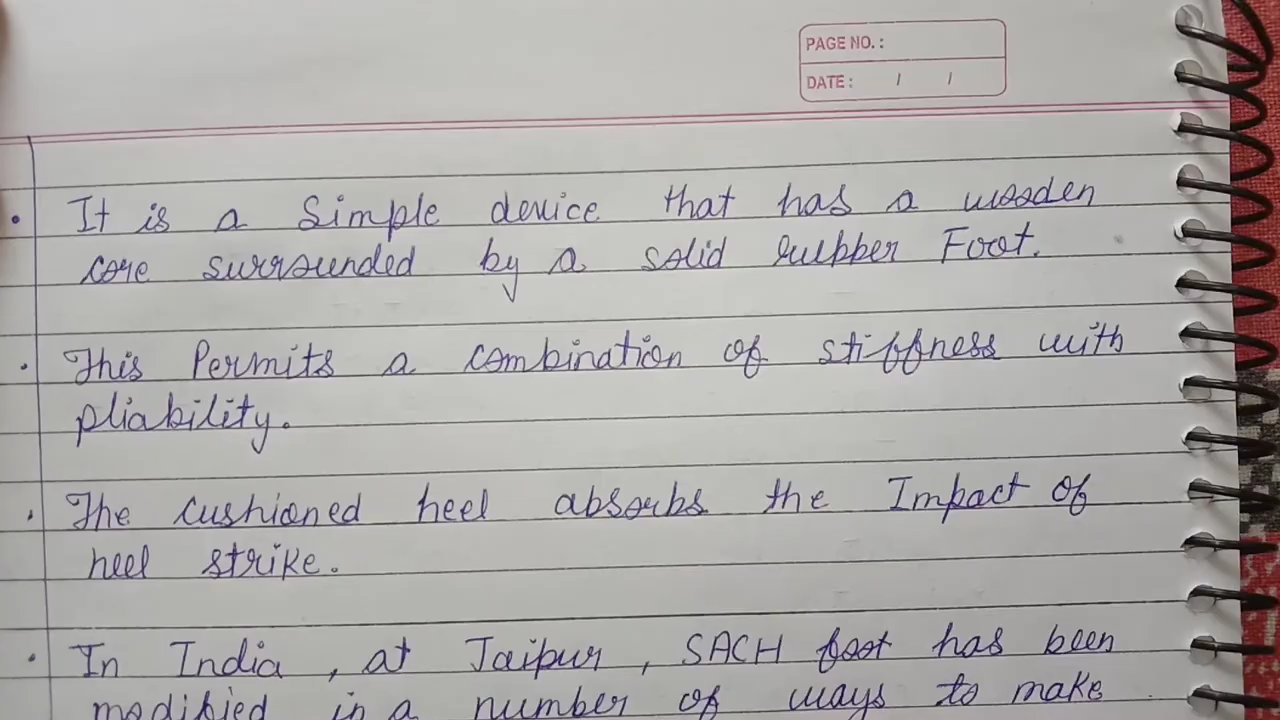 PAGE NO. :
DATE : / /
It is a Simple device that has a wooden
core surrounded by a solid rubber Foot.
This Permits a combination of stiffness with
pliability.
The cushioned heel absorbs the Impact of
heel strike.
In India , at Jaipur , SACH foot has been
modified in a number of ways to make